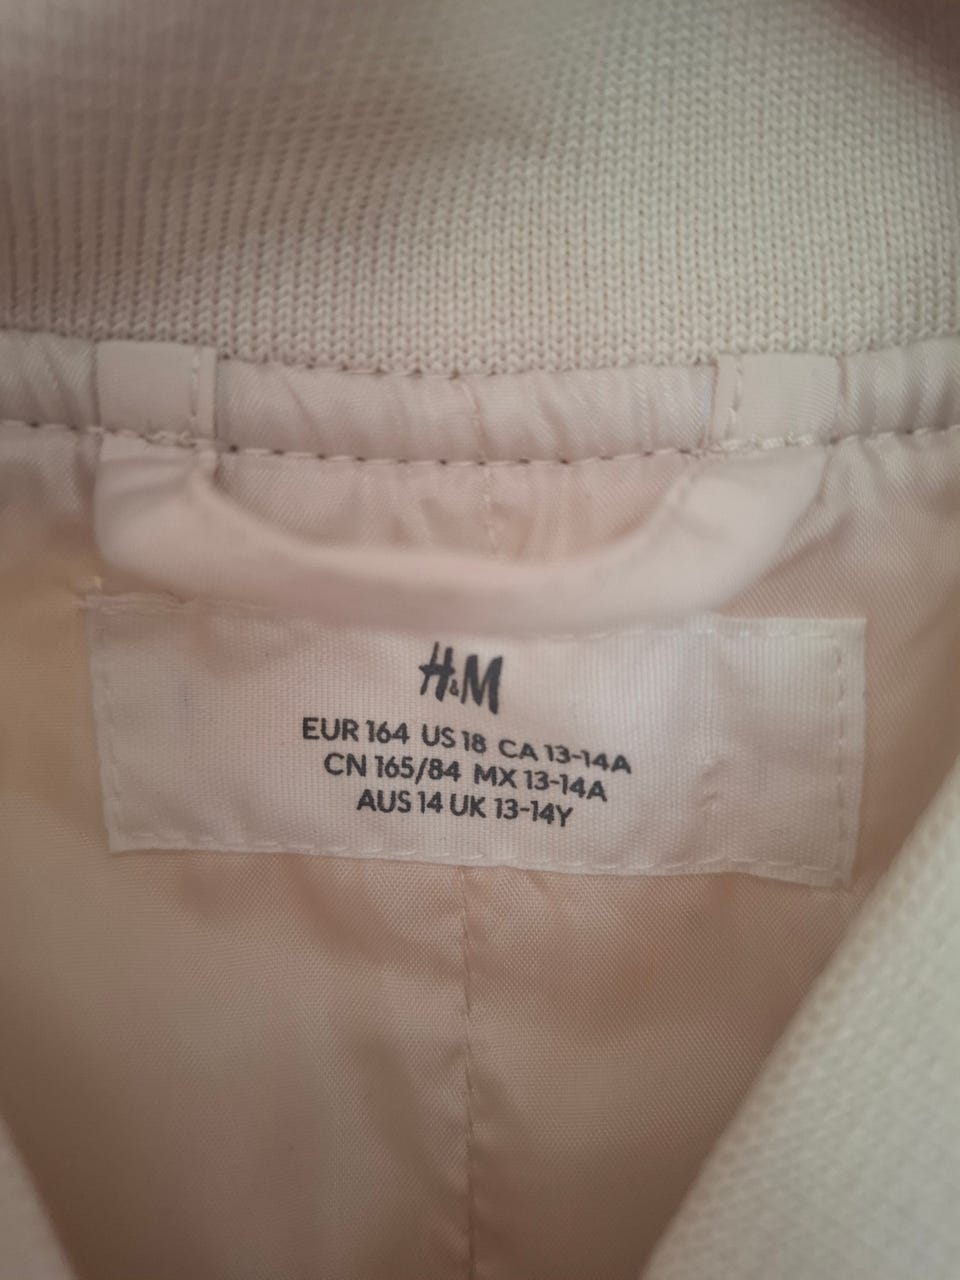 H&M
EUR 164 US 18 CA 13-14A
CN 165/84 MX 13-14A
AUS 14 UK 13-14Y